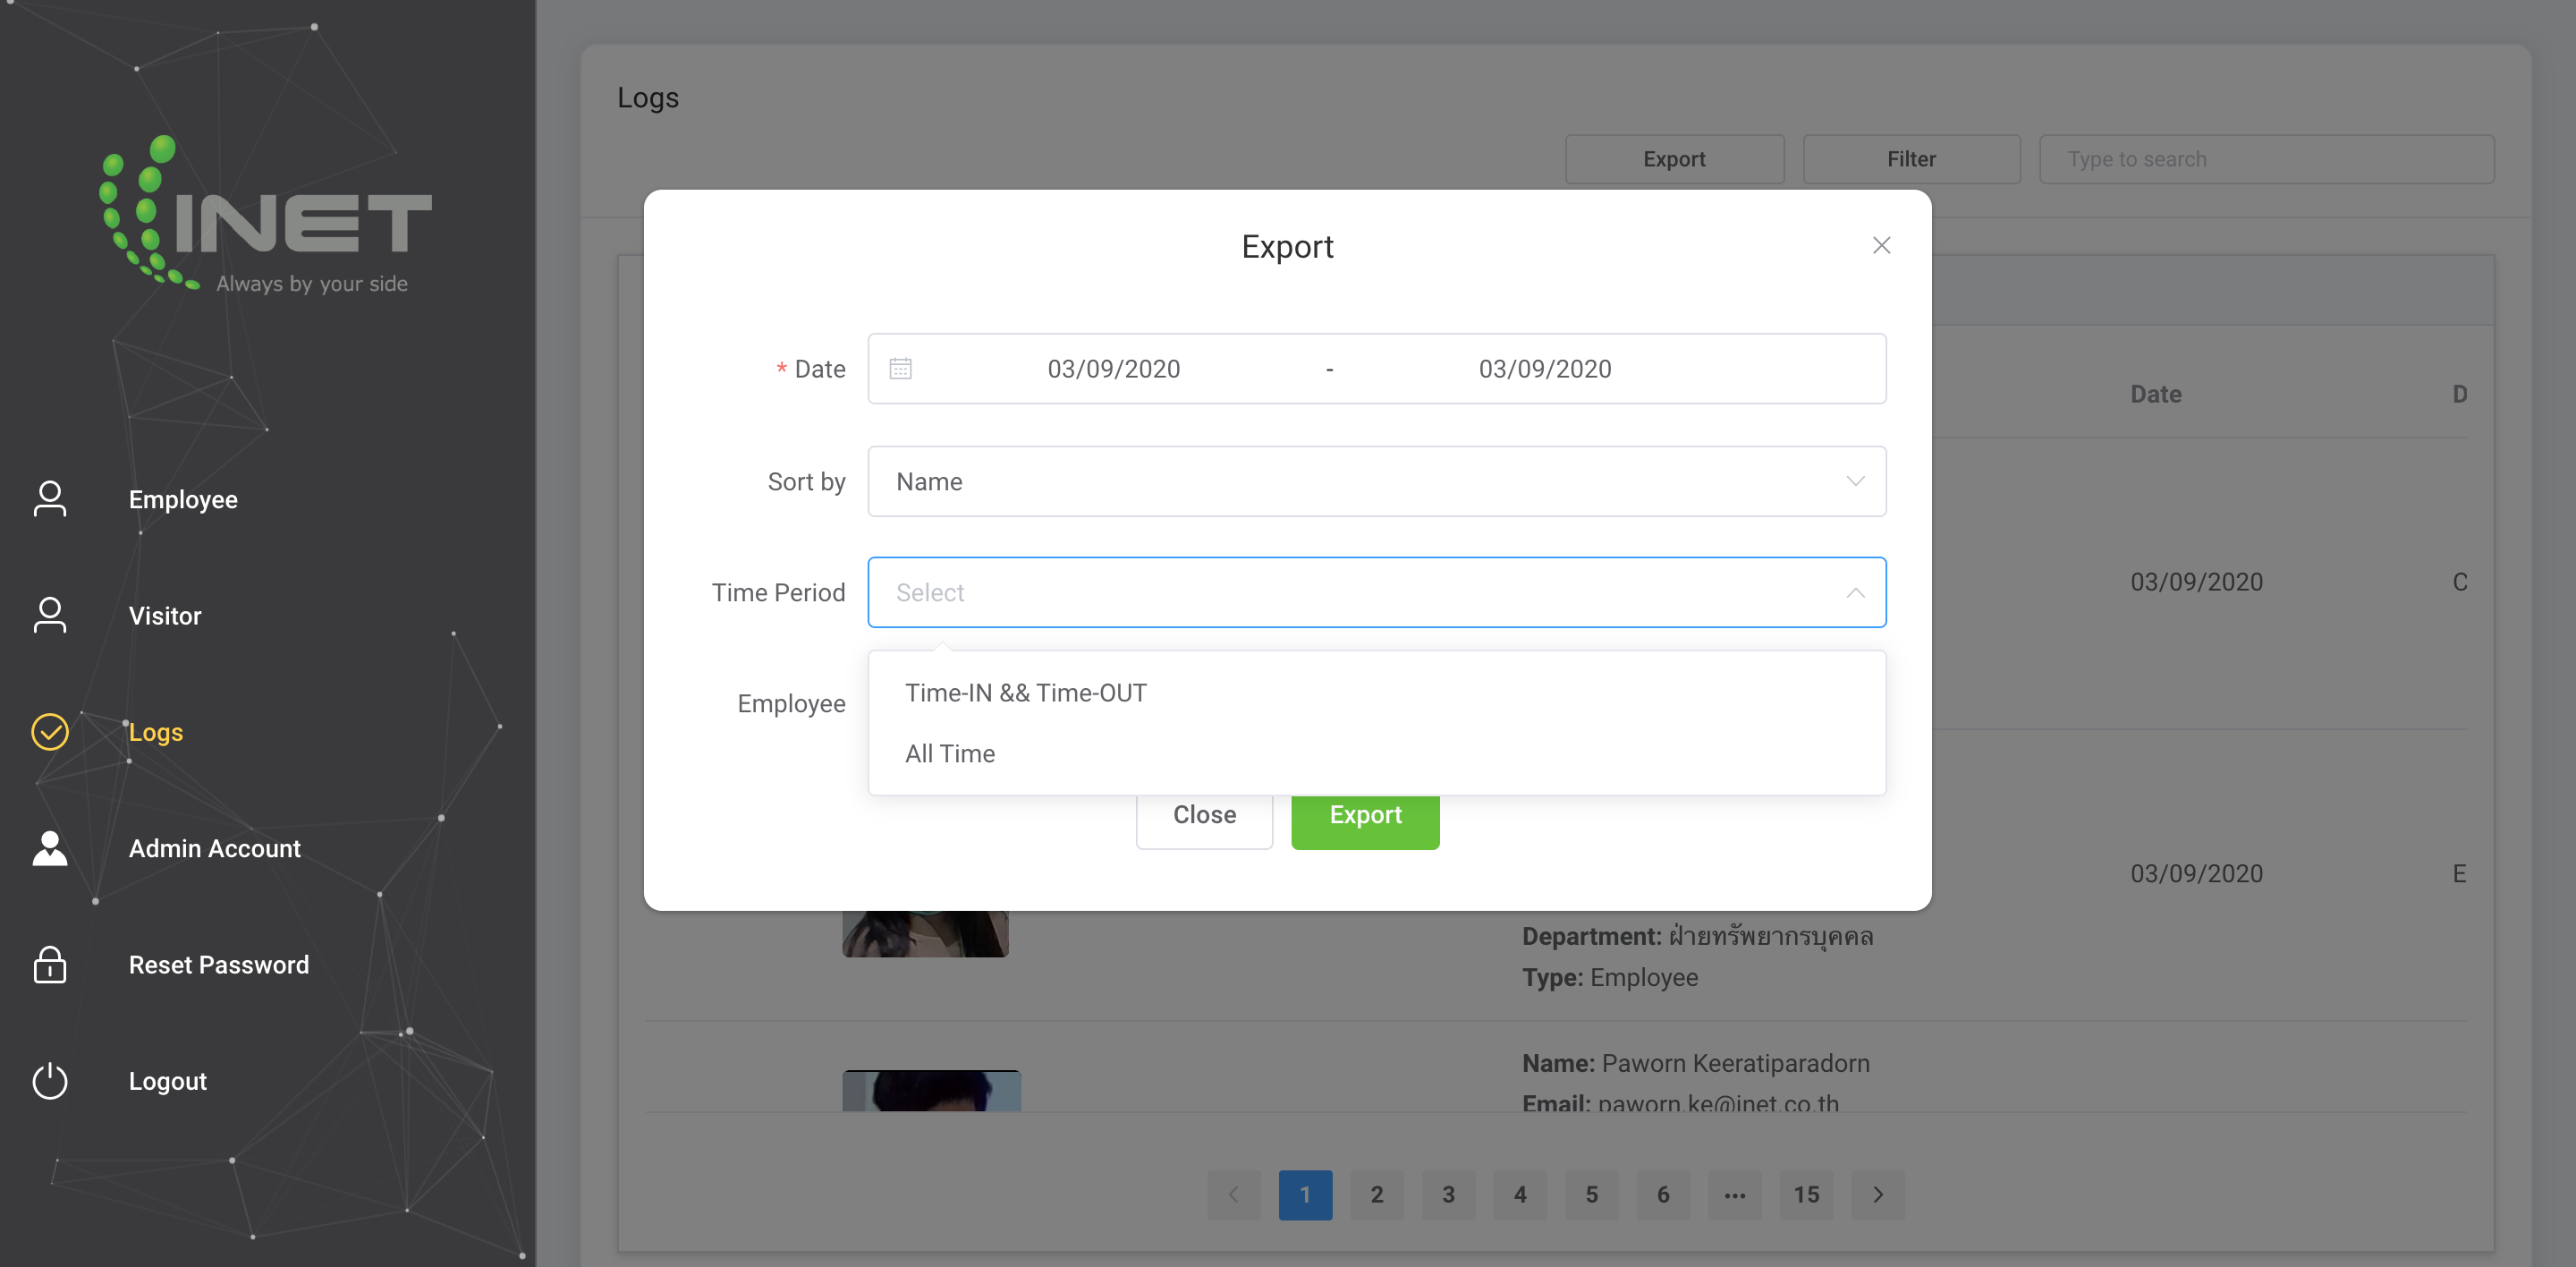 INET
Always by your side
Employee
Visitor
Logs
Admin Account
Reset Password
Logout
Logs
Export
Filter
Type to search
Export
* Date
03/09/2020 - 03/09/2020
Sort by
Name
Time Period
Select
Time-IN && Time-OUT
All Time
Employee
Close
Export
Date
D
03/09/2020
C
03/09/2020
E
Department: ฝ่ายทรัพยากรบุคคล
Type: Employee
Name: Paworn Keeratiparadorn
Email: paworn.ke@inet.co.th
1 2 3 4 5 6 ••• 15